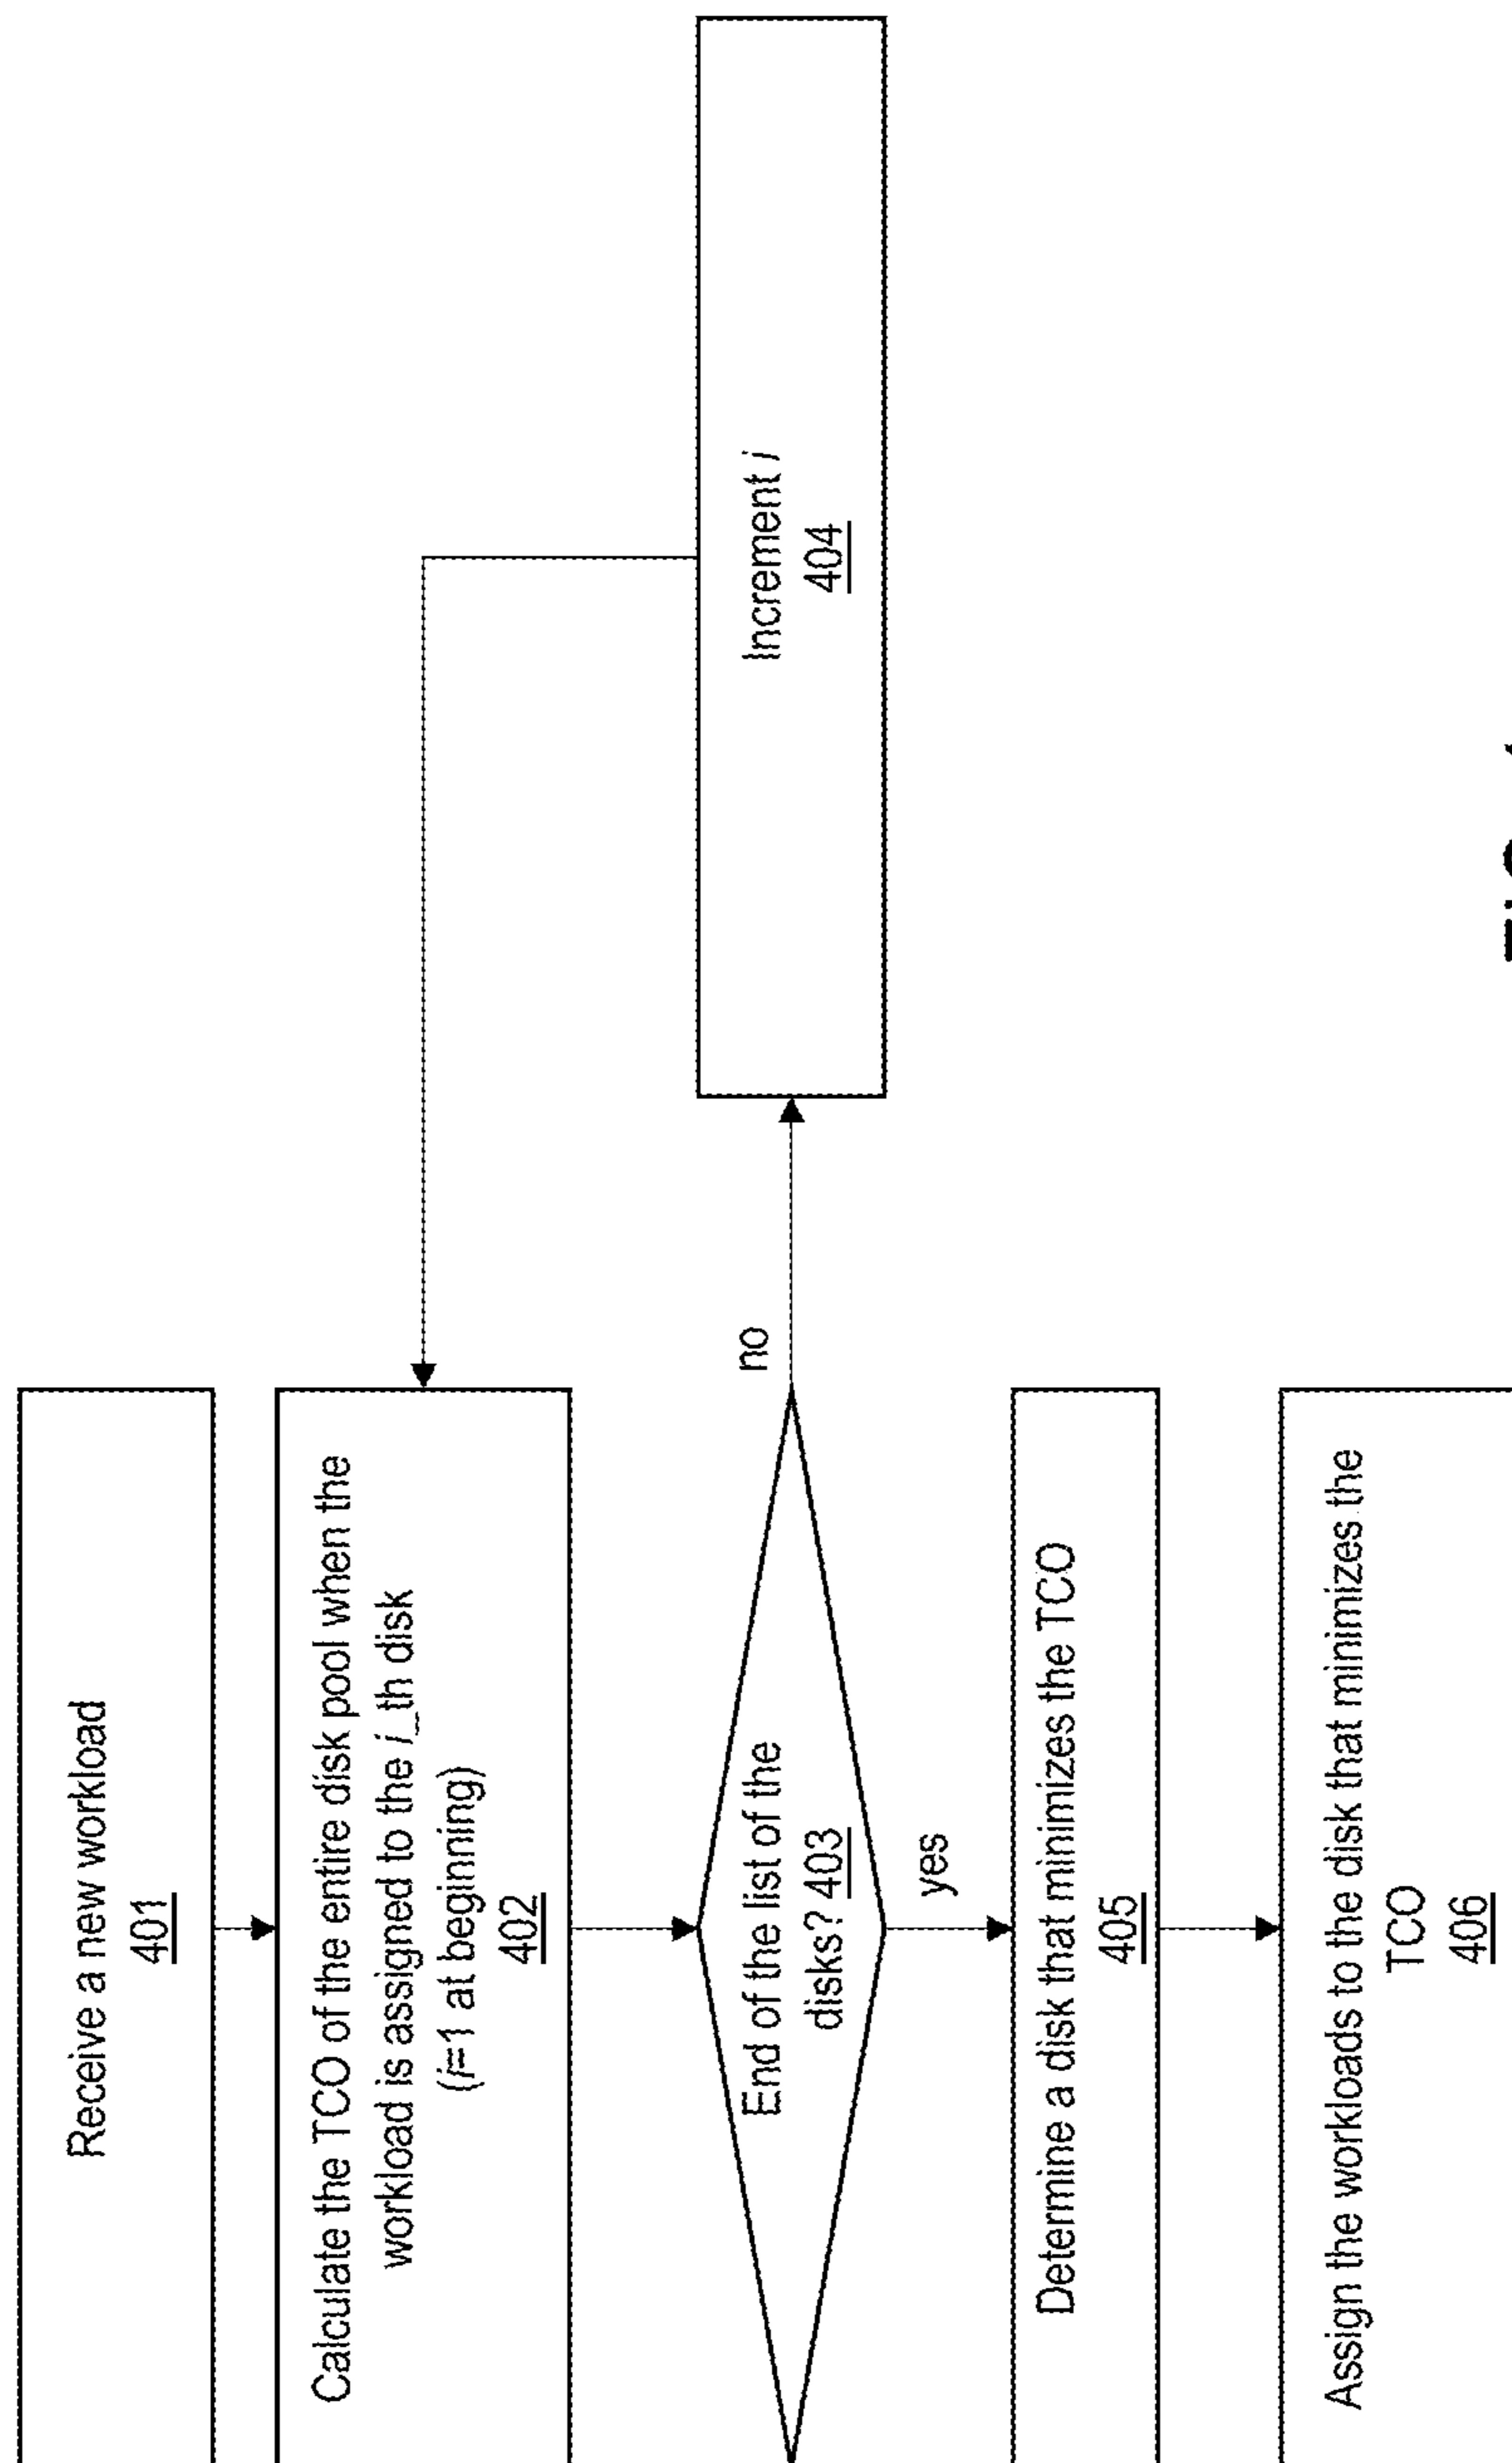 Receive a new workload
401
Calculate the TCO of the entire disk pool when the
workload is assigned to the i_th disk
(i=1 at beginning)
402
End of the list of the
disks? 403
no
Increment i
404
yes
Determine a disk that minimizes the TCO
405
Assign the workloads to the disk that minimizes the
TCO
406